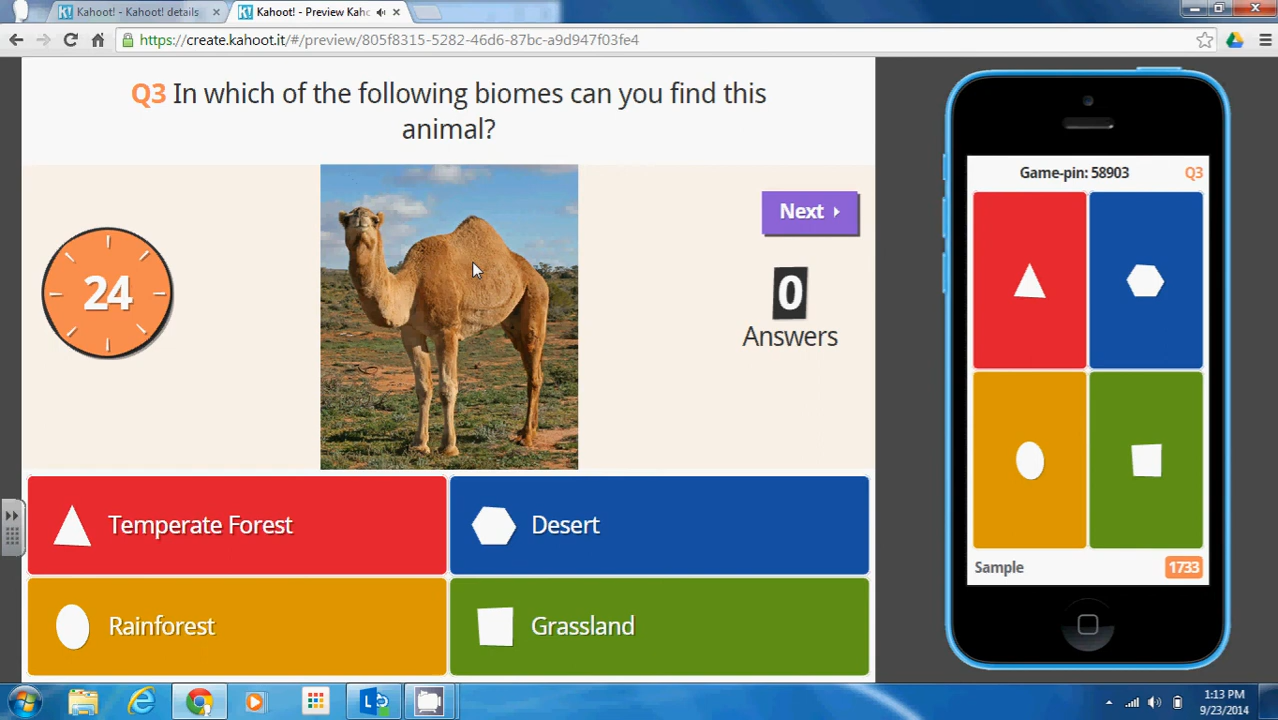 Kahoot! - Kahoot! details
Kahoot! - Preview Kaho
https://create.kahoot.it/#/preview/805f8315-5282-46d6-87bc-a9d947f03fe4
Q3 In which of the following biomes can you find this
animal?
24
Next
0
Answers
Temperate Forest
Desert
Rainforest
Grassland
Game-pin: 58903
Q3
Sample
1733
1:13 PM
9/23/2014